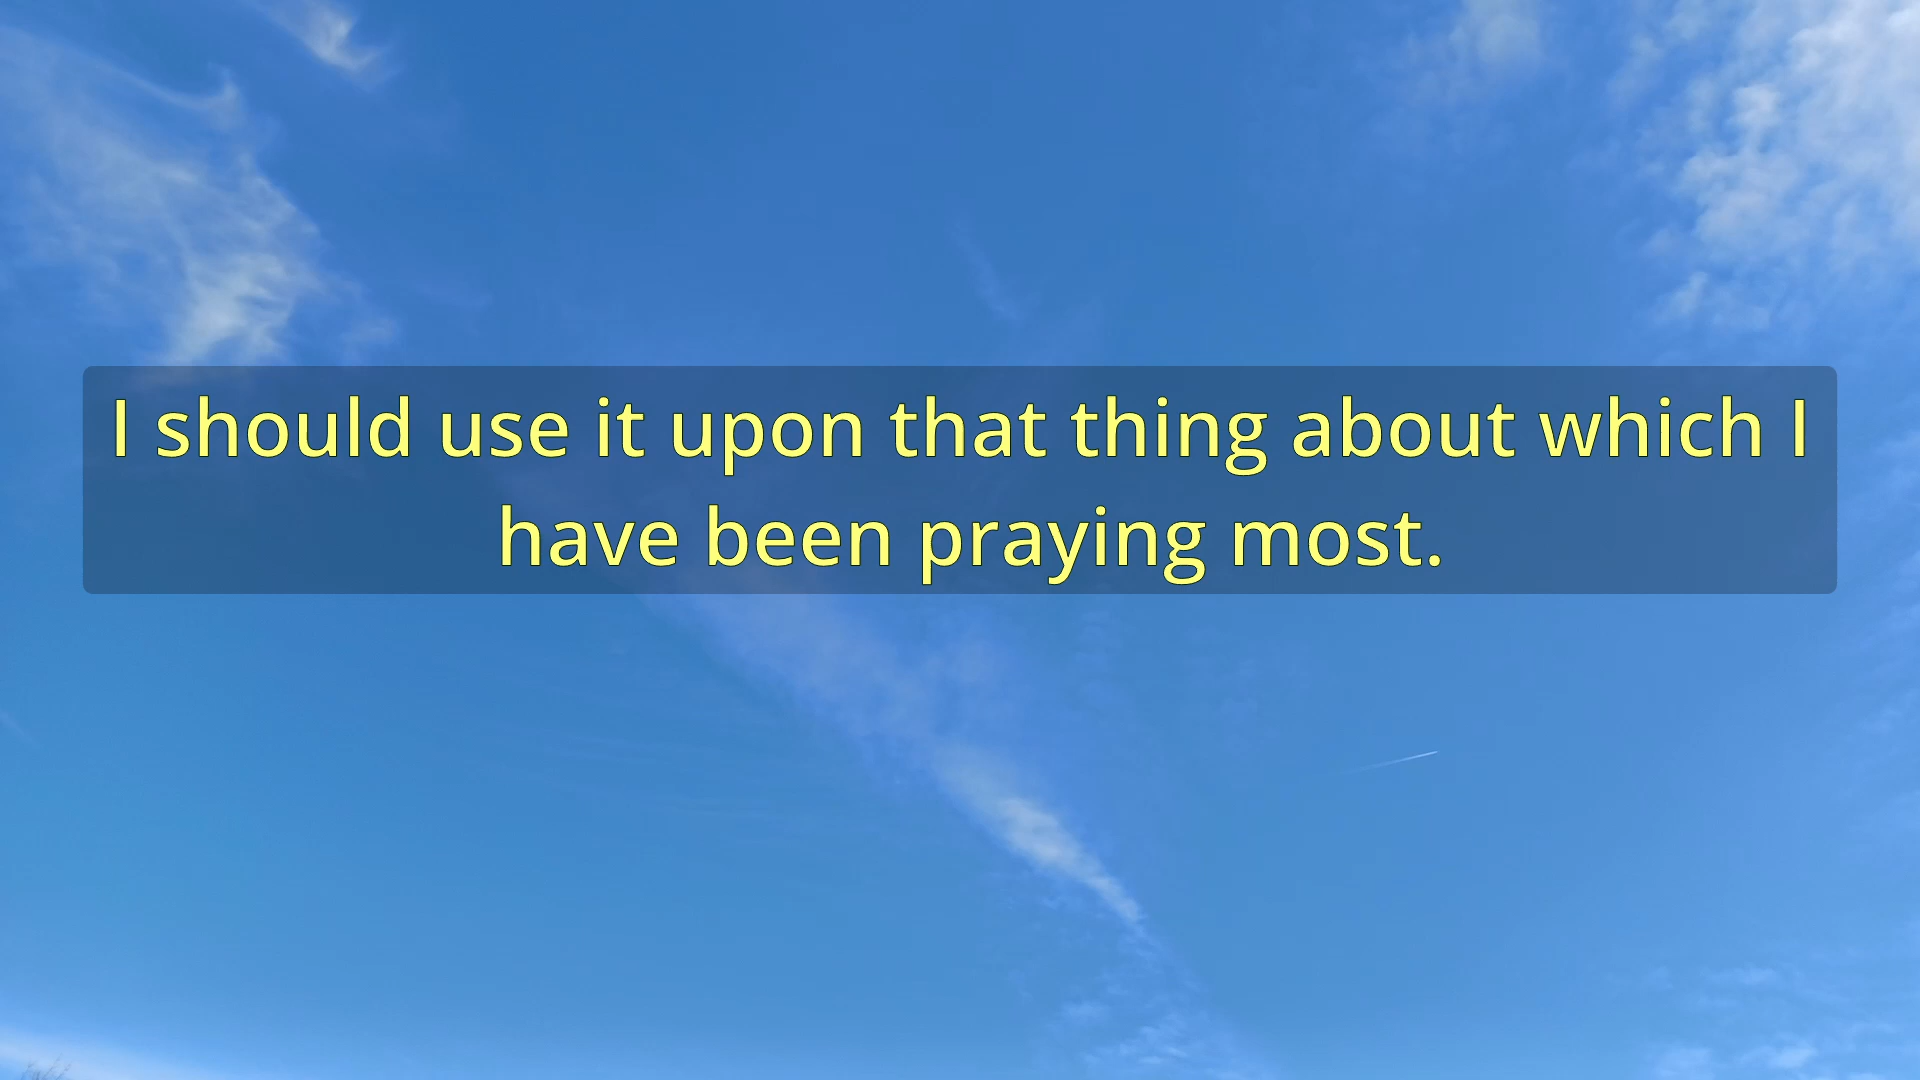 I should use it upon that thing about which I
have been praying most.